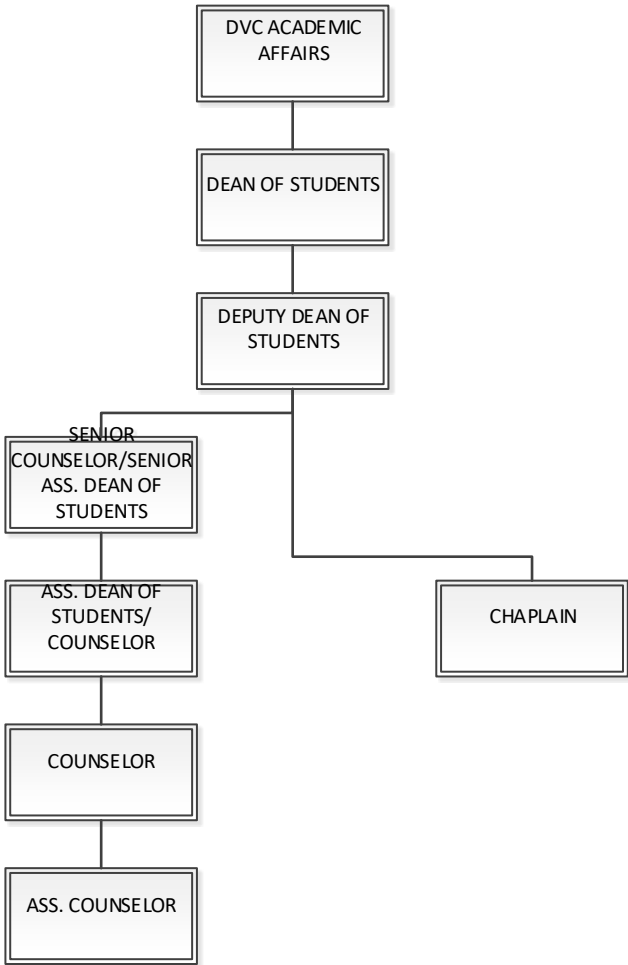 DVC ACADEMIC
AFFAIRS
DEAN OF STUDENTS
DEPUTY DEAN OF
STUDENTS
SENIOR
COUNSELOR/SENIOR
ASS. DEAN OF
STUDENTS
ASS. DEAN OF
STUDENTS/
COUNSELOR
CHAPLAIN
COUNSELOR
ASS. COUNSELOR